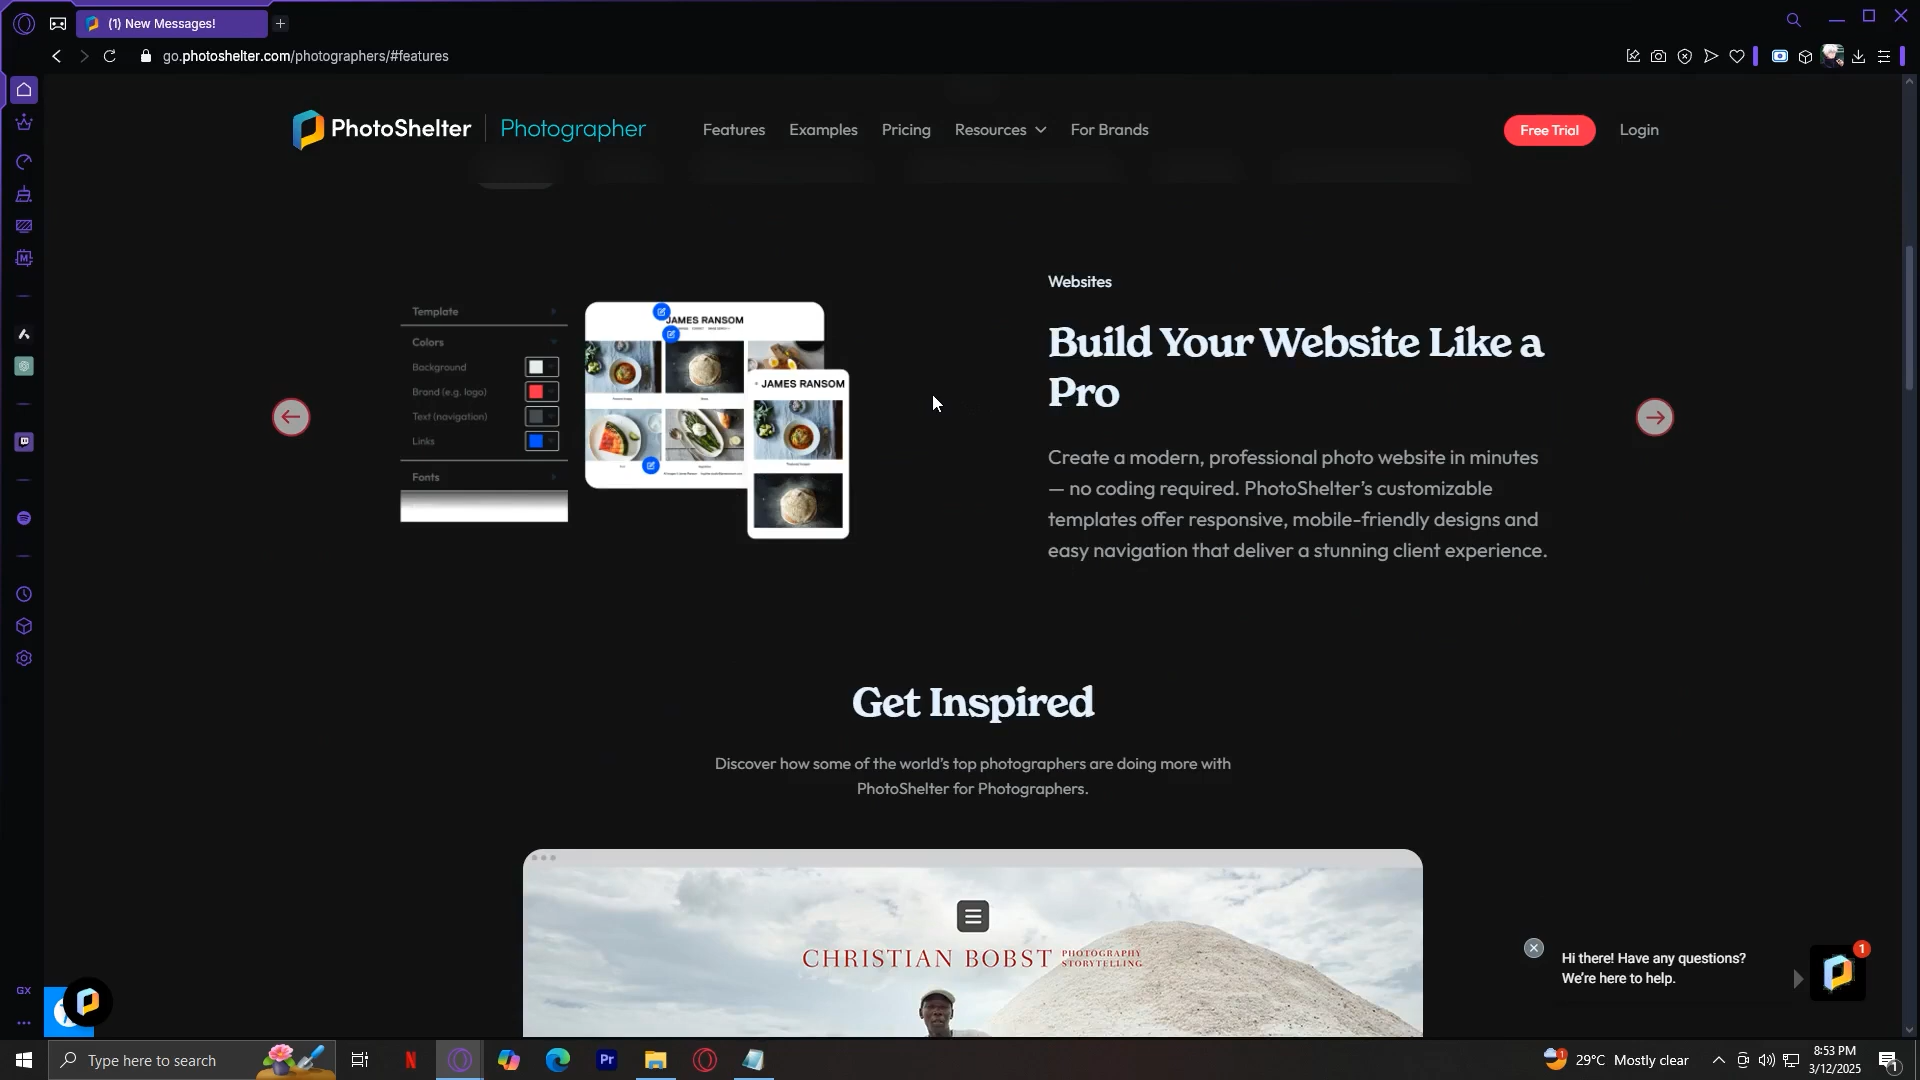 (1) New Messages!
go.photoshelter.com/photographers/#features
PhotoShelter
Photographer
Features
Examples
Pricing
Resources
For Brands
Free Trial
Login
Template
Colors
Background
Brand (e.g. logo)
Text (navigation)
Links
Fonts
JAMES RANSOM
JAMES RANSOM
Websites
Build Your Website Like a
Pro
Create a modern, professional photo website in minutes
— no coding required. PhotoShelter's customizable
templates offer responsive, mobile-friendly designs and
easy navigation that deliver a stunning client experience.
Get Inspired
Discover how some of the world's top photographers are doing more with
PhotoShelter for Photographers.
CHRISTIAN BOBST
PHOTOGRAPHY
STORYTELLING
Hi there! Have any questions?
We're here to help.
1
GX
Type here to search
Pr
1
29°C Mostly clear
8:53 PM
3/12/2025
1